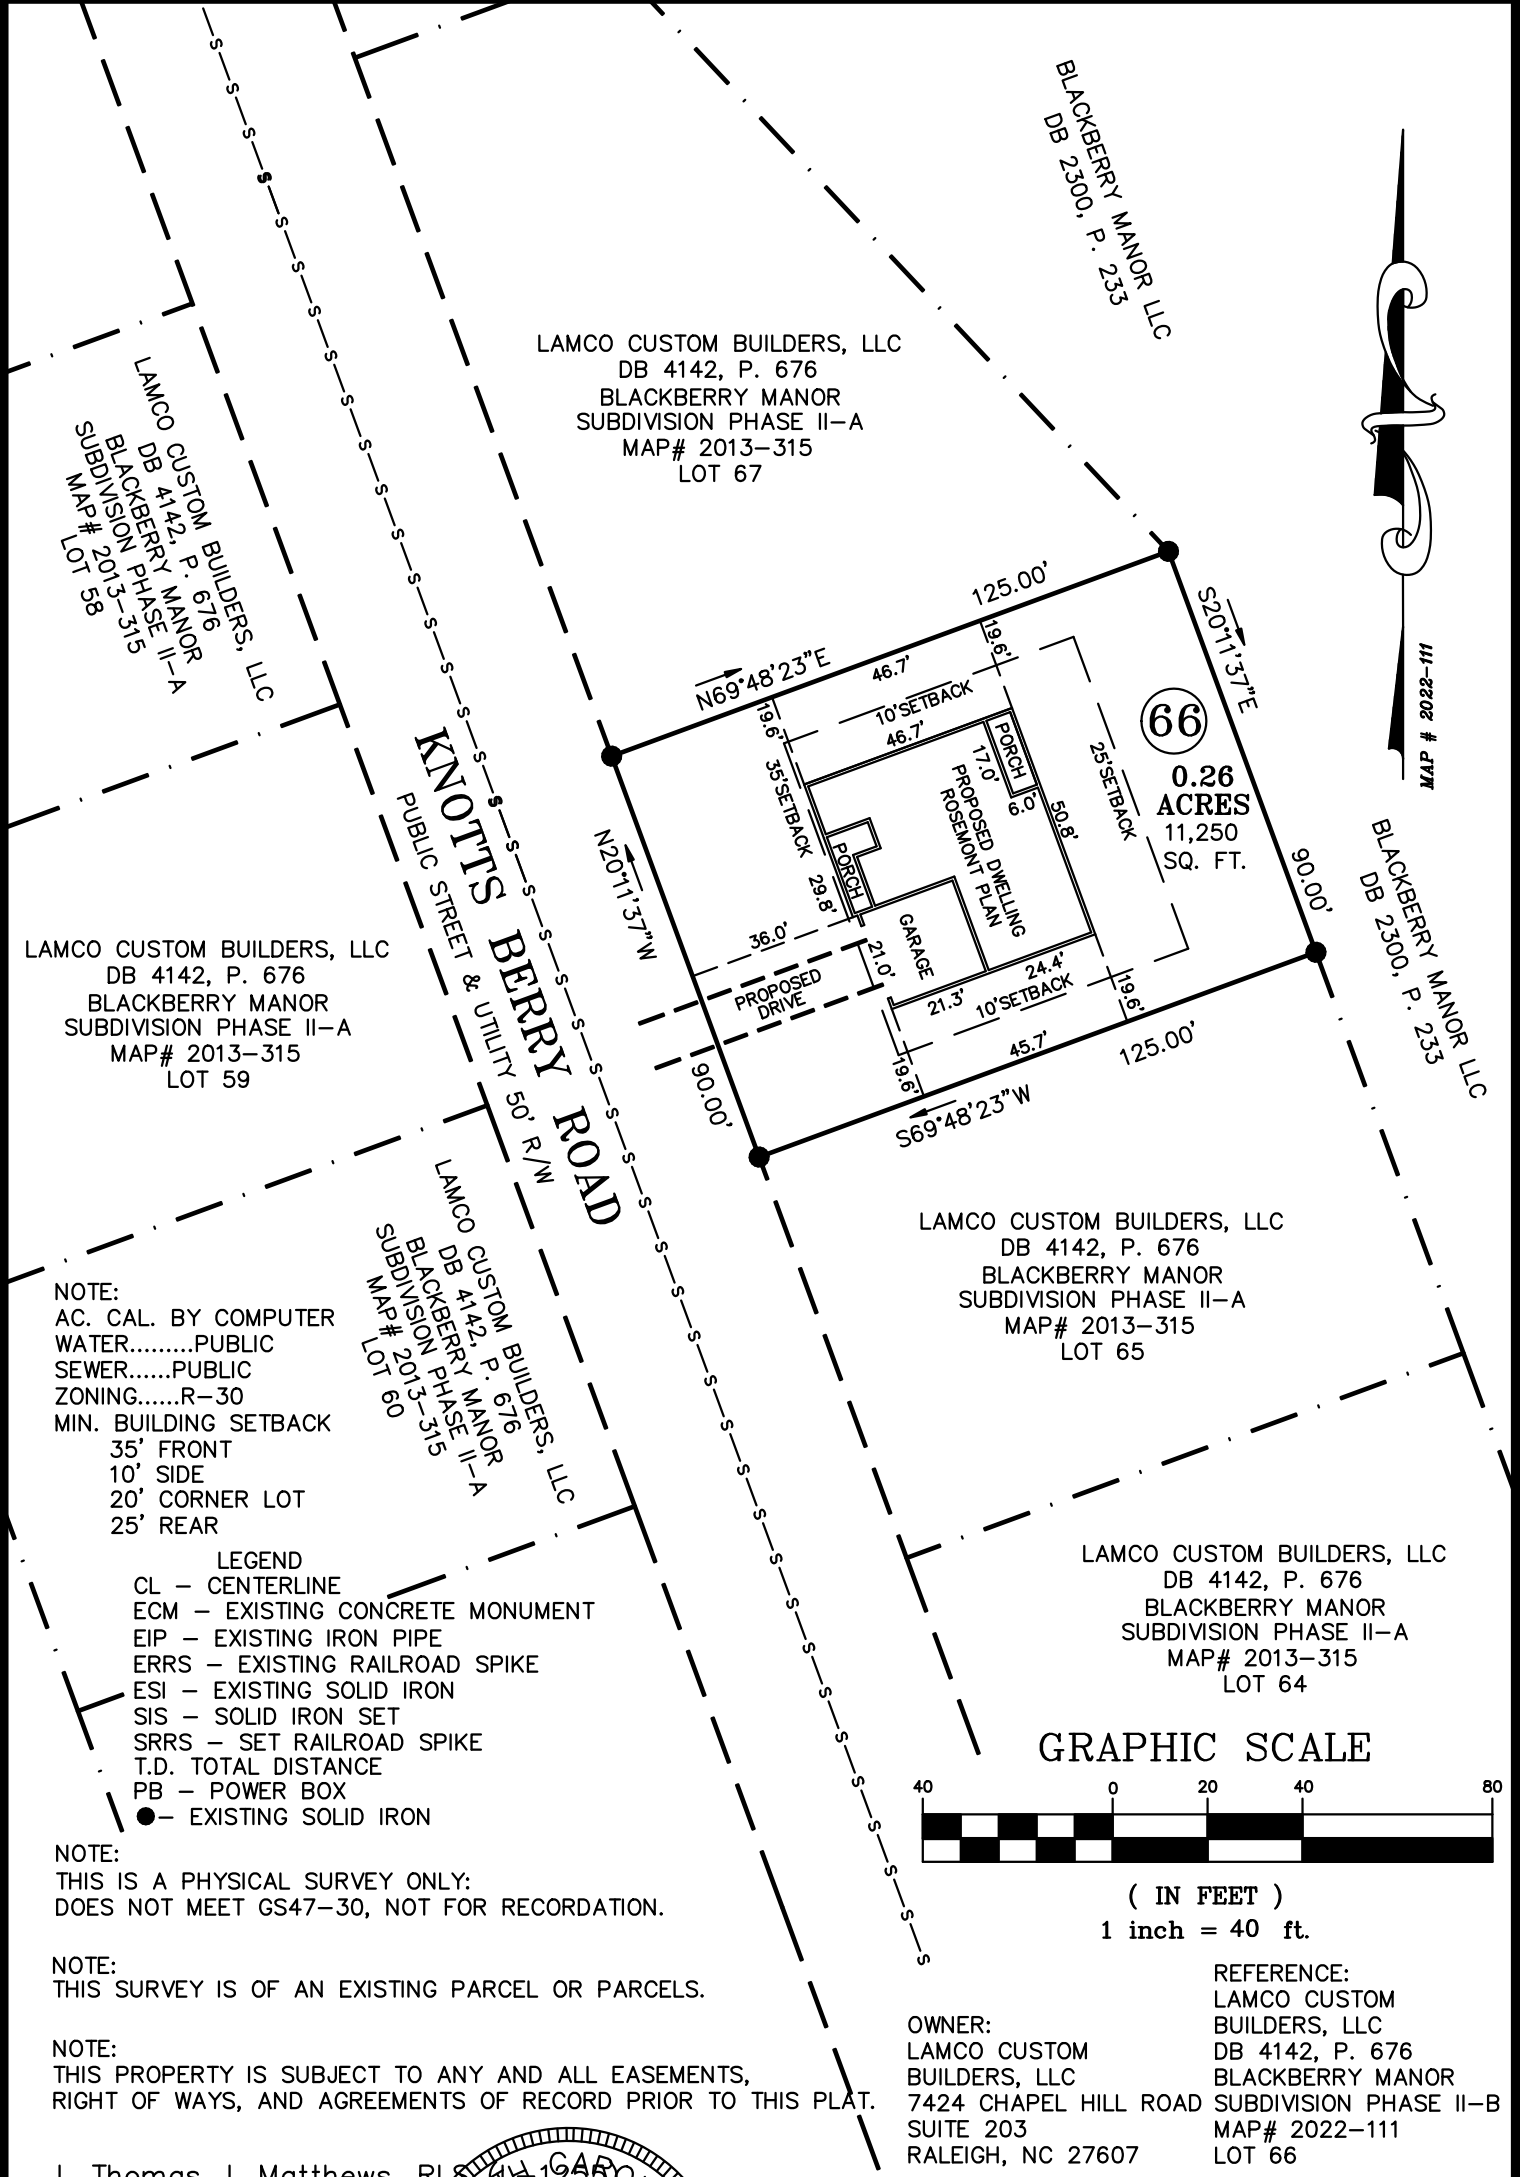 BLACKBERRY MANOR LLC
DB 2300, P. 233
MAP # 2022-111
LAMCO CUSTOM BUILDERS, LLC
DB 4142, P. 676
BLACKBERRY MANOR
SUBDIVISION PHASE II-A
MAP# 2013-315
LOT 67
LAMCO CUSTOM BUILDERS, LLC
DB 4142, P. 676
BLACKBERRY MANOR
SUBDIVISION PHASE II-A
MAP# 2013-315
LOT 58
125.00'
S20°11'37"E
N69°48'23"E
46.7'
19.6'
19.6'
10'SETBACK
46.7'
35'SETBACK
25'SETBACK
PORCH
17.0'
6.0'
50.8'
PROPOSED DWELLING
ROSEMONT PLAN
PORCH
29.8'
GARAGE
36.0'
21.0'
PROPOSED
DRIVE
24.4'
21.3'
10'SETBACK
19.6'
19.6'
45.7'
125.00'
S69°48'23"W
N20°11'37"W
90.00'
90.00'
66
0.26
ACRES
11,250
SQ. FT.
BLACKBERRY MANOR LLC
DB 2300, P. 233
KNOTTS BERRY ROAD
PUBLIC STREET & UTILITY 50' R/W
LAMCO CUSTOM BUILDERS, LLC
DB 4142, P. 676
BLACKBERRY MANOR
SUBDIVISION PHASE II-A
MAP# 2013-315
LOT 59
LAMCO CUSTOM BUILDERS, LLC
DB 4142, P. 676
BLACKBERRY MANOR
SUBDIVISION PHASE II-A
MAP# 2013-315
LOT 60
LAMCO CUSTOM BUILDERS, LLC
DB 4142, P. 676
BLACKBERRY MANOR
SUBDIVISION PHASE II-A
MAP# 2013-315
LOT 65
LAMCO CUSTOM BUILDERS, LLC
DB 4142, P. 676
BLACKBERRY MANOR
SUBDIVISION PHASE II-A
MAP# 2013-315
LOT 64
NOTE:
AC. CAL. BY COMPUTER
WATER.........PUBLIC
SEWER......PUBLIC
ZONING......R-30
MIN. BUILDING SETBACK
35' FRONT
10' SIDE
20' CORNER LOT
25' REAR
LEGEND
CL - CENTERLINE
ECM - EXISTING CONCRETE MONUMENT
EIP - EXISTING IRON PIPE
ERRS - EXISTING RAILROAD SPIKE
ESI - EXISTING SOLID IRON
SIS - SOLID IRON SET
SRRS - SET RAILROAD SPIKE
T.D. TOTAL DISTANCE
PB - POWER BOX
●- EXISTING SOLID IRON
NOTE:
THIS IS A PHYSICAL SURVEY ONLY:
DOES NOT MEET GS47-30, NOT FOR RECORDATION.
NOTE:
THIS SURVEY IS OF AN EXISTING PARCEL OR PARCELS.
NOTE:
THIS PROPERTY IS SUBJECT TO ANY AND ALL EASEMENTS,
RIGHT OF WAYS, AND AGREEMENTS OF RECORD PRIOR TO THIS PLAT.
GRAPHIC SCALE
40 0 20 40 80
( IN FEET )
1 inch = 40 ft.
OWNER:
LAMCO CUSTOM
BUILDERS, LLC
7424 CHAPEL HILL ROAD
SUITE 203
RALEIGH, NC 27607
REFERENCE:
LAMCO CUSTOM
BUILDERS, LLC
DB 4142, P. 676
BLACKBERRY MANOR
SUBDIVISION PHASE II-B
MAP# 2022-111
LOT 66
Thomas J. Matthews